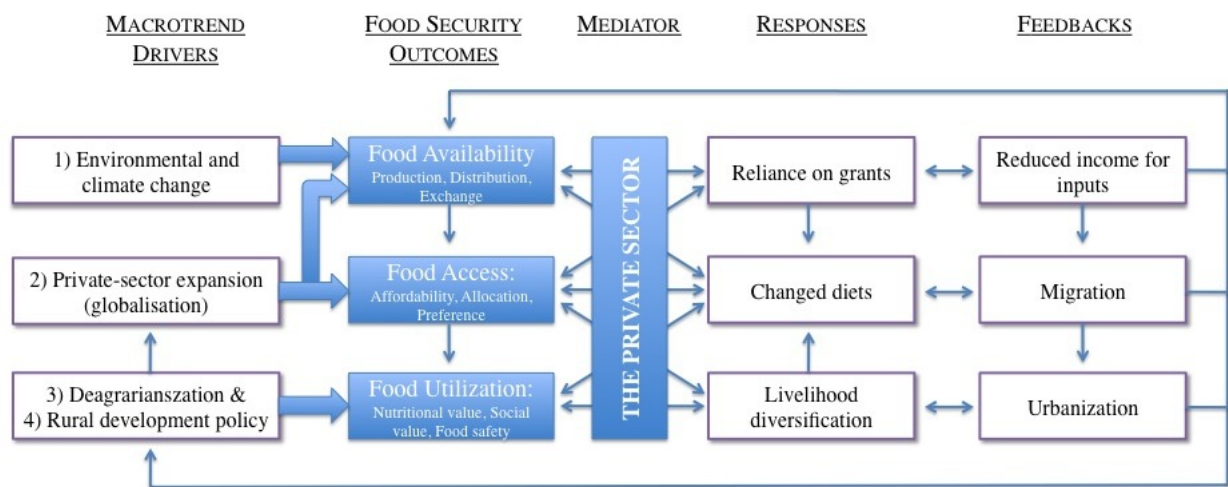 MACROTREND
DRIVERS
FOOD SECURITY
OUTCOMES
MEDIATOR
RESPONSES
FEEDBACKS
1) Environmental and
climate change
Food Availability
Production, Distribution,
Exchange
THE PRIVATE SECTOR
Reliance on grants
Reduced income for
inputs
2) Private-sector expansion
(globalisation)
Food Access:
Affordability, Allocation,
Preference
Changed diets
Migration
3) Deagrarianszation &
4) Rural development policy
Food Utilization:
Nutritional value, Social
value, Food safety
Livelihood
diversification
Urbanization